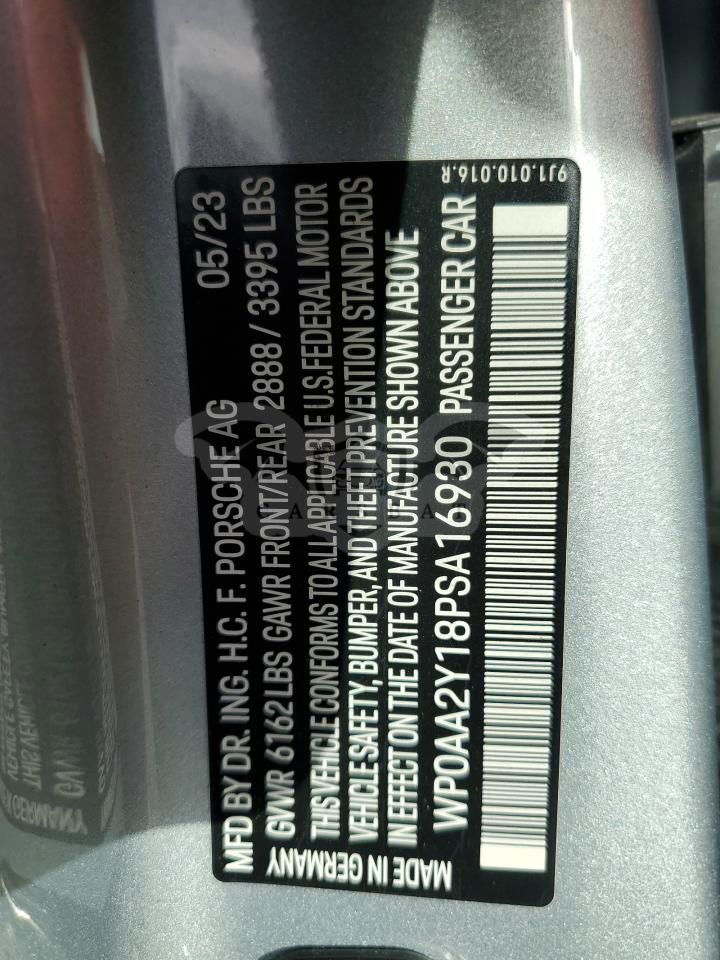 MFD BY DR. ING. H.C. F. PORSCHE AG 05/23
GVWR 6162 LBS GAWR FRONT/REAR 2888 / 3395 LBS
THIS VEHICLE CONFORMS TO ALL APPLICABLE U.S. FEDERAL MOTOR
VEHICLE SAFETY, BUMPER, AND THEFT PREVENTION STANDARDS
IN EFFECT ON THE DATE OF MANUFACTURE SHOWN ABOVE
MADE IN GERMANY WP0AA2Y18PSA16930 PASSENGER CAR
9J1.010.016.R